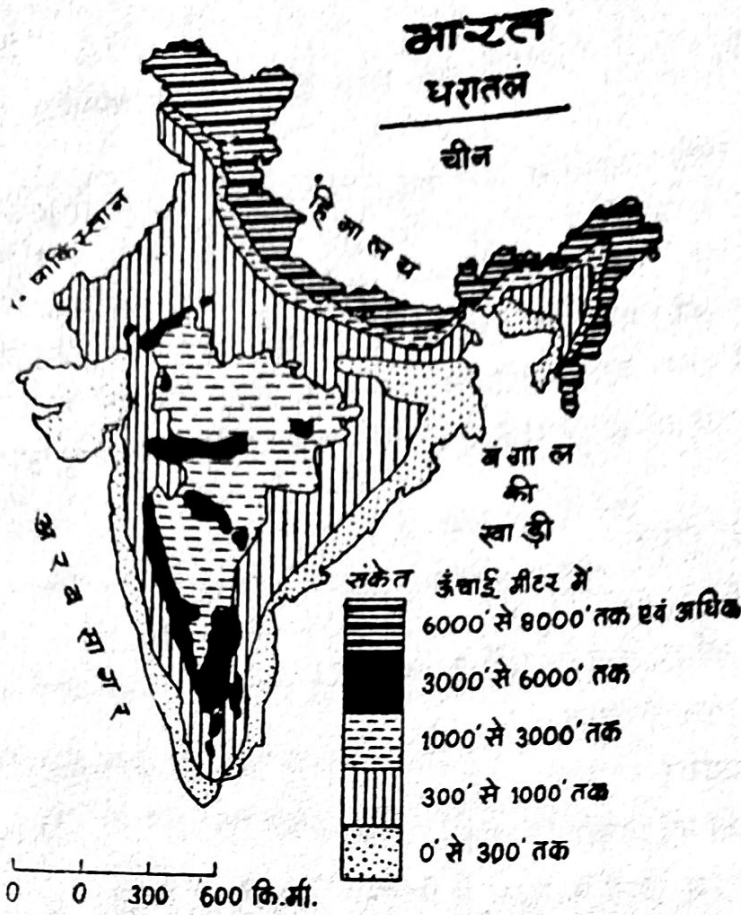 भारत
धरातल
चीन
हिमालय
पाकिस्तान
बंगाल
की
खाड़ी
अरब सागर
संकेत ऊंचाई मीटर में
6000' से 8000' तक एवं अधिक
3000' से 6000' तक
1000' से 3000' तक
300' से 1000' तक
0' से 300' तक
0 0 300 600 कि.मी.